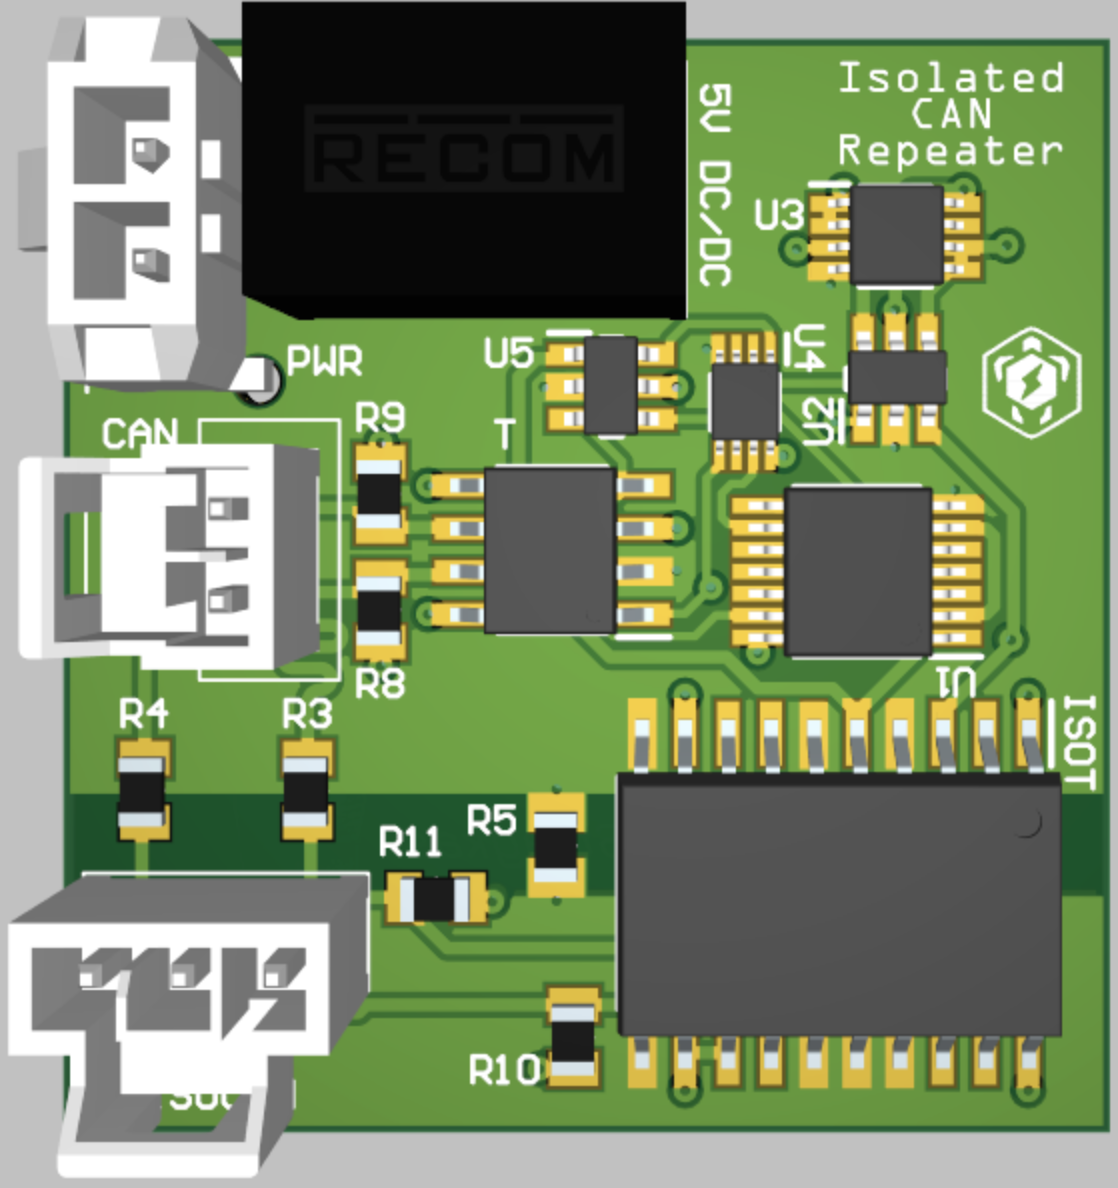 RECOM
5V DC/DC
Isolated
CAN
Repeater
U3
PWR
U5
U4
U2
CAN
R9
T
R8
U1
R4
R3
ISOT
R5
R11
R10